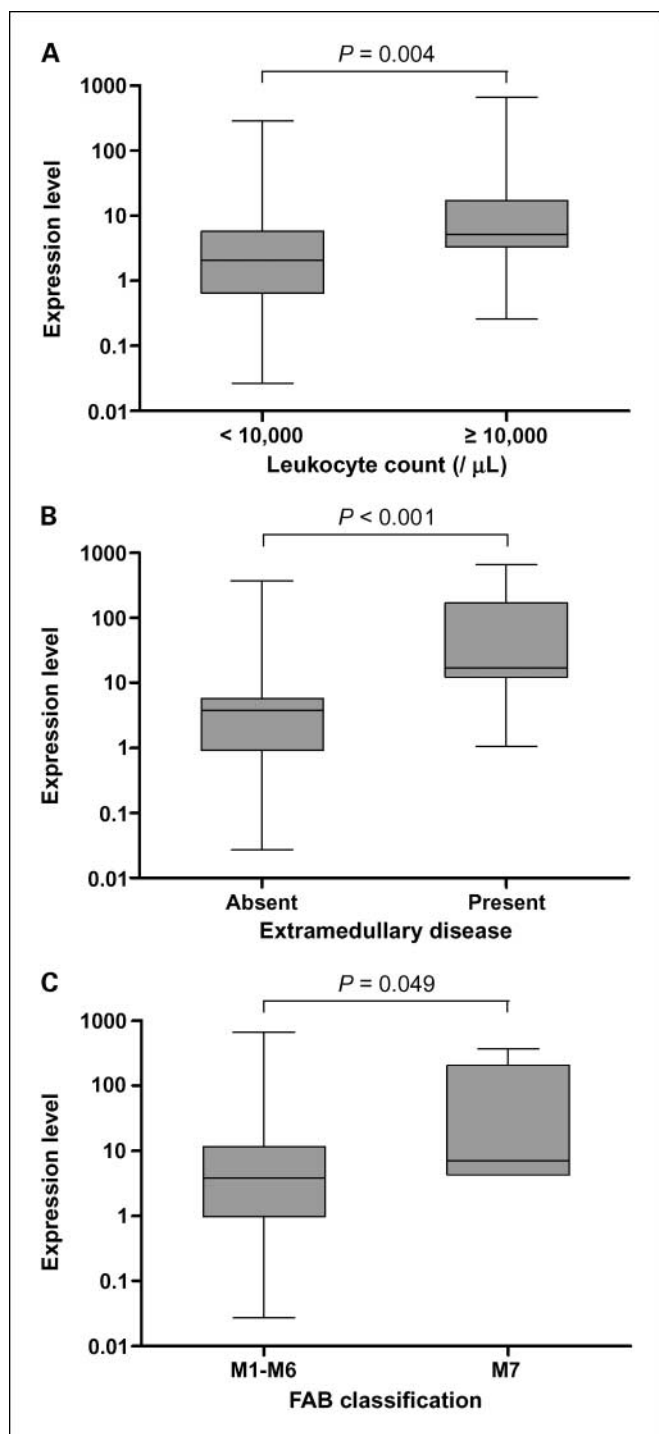 A
P = 0.004
1000
100
10
1
0.1
0.01
Expression level
< 10,000 ≥ 10,000
Leukocyte count (/ μL)
B
P < 0.001
1000
100
10
1
0.1
0.01
Expression level
Absent Present
Extramedullary disease
C
P = 0.049
1000
100
10
1
0.1
0.01
Expression level
M1-M6 M7
FAB classification